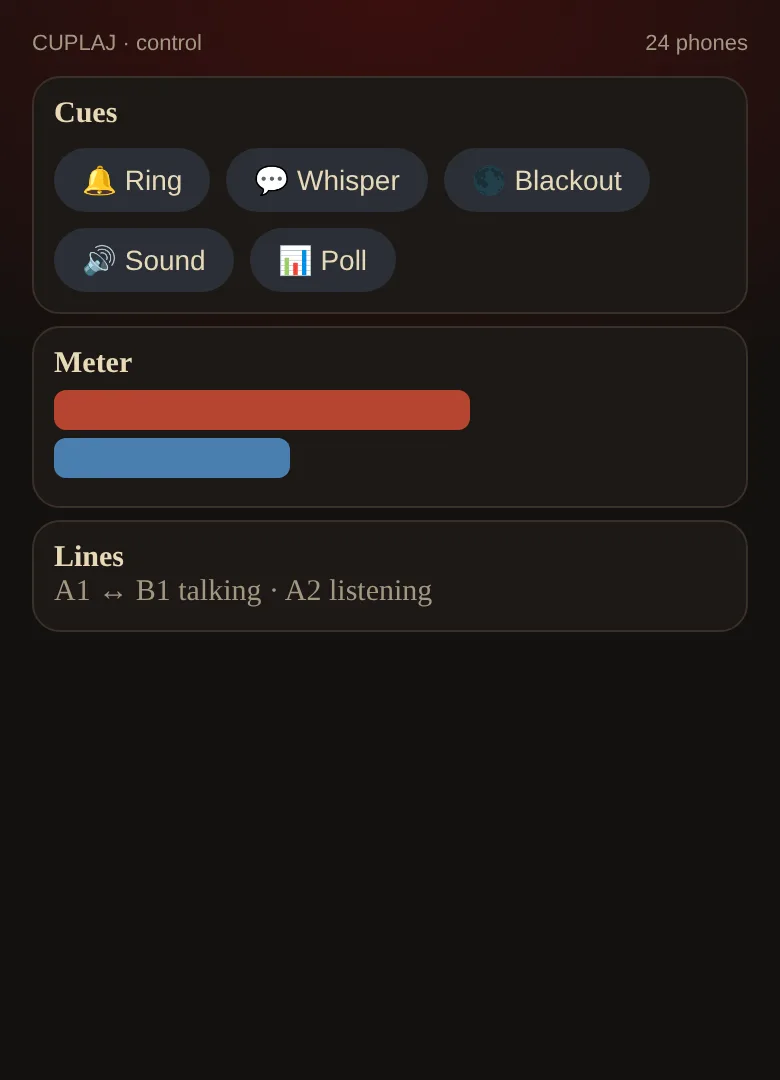 CUPLAJ · control
24 phones
Cues
🔔 Ring
💬 Whisper
🌑 Blackout
🔊 Sound
📊 Poll
Meter
Lines
A1 ↔ B1 talking · A2 listening